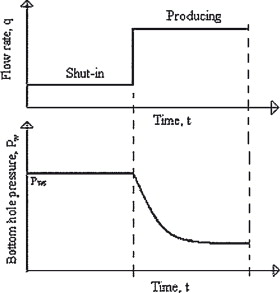 Flow rate, q
Producing
Shut-in
Time, t
Bottom hole pressure, Pw
Pws
Time, t